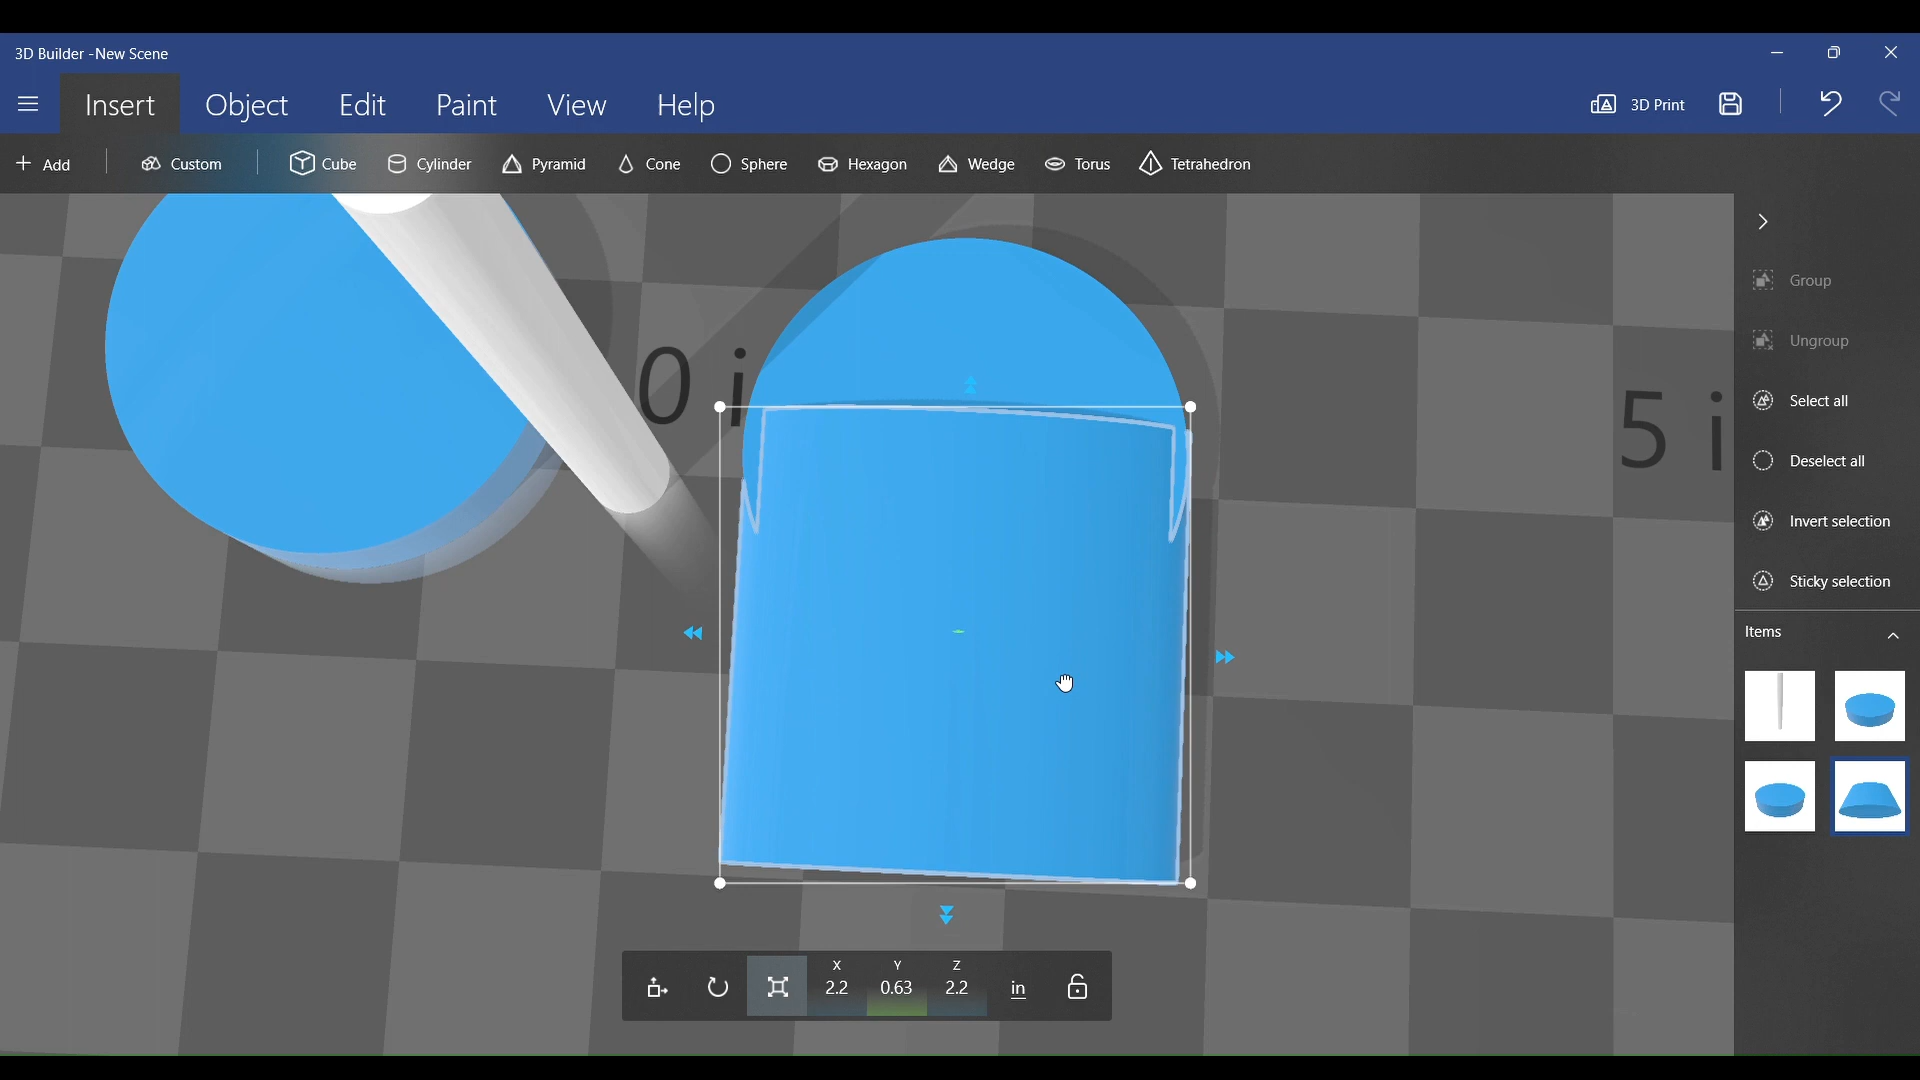 3D Builder -New Scene
Insert Object Edit Paint View Help 3D Print
Add Custom Cube Cylinder Pyramid Cone Sphere Hexagon Wedge Torus Tetrahedron
Group
Ungroup
0 i
5 i
Select all
Deselect all
Invert selection
Sticky selection
Items
X Y Z
2.2 0.63 2.2 in